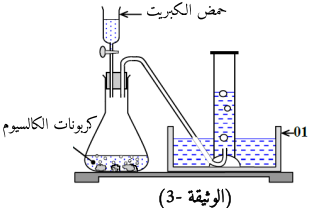 حمض الكبريت
كربونات الكالسيوم
01
(الوثيقة -3)